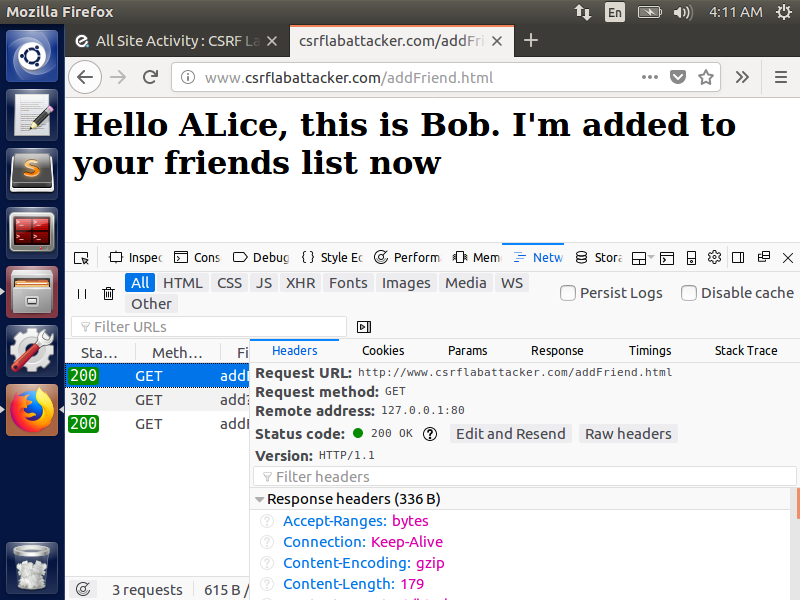 Mozilla Firefox
En
4:11 AM
All Site Activity : CSRF La
csrflabattacker.com/addFri
www.csrflabattacker.com/addFriend.html
Hello ALice, this is Bob. I'm added to
your friends list now
Inspec
Cons
Debug
Style Ec
Perform
Mem
Netw
Stora
All HTML CSS JS XHR Fonts Images Media WS
Other
Persist Logs
Disable cache
Filter URLs
Sta... Meth... Fi
200 GET addF
302 GET add?
200 GET addF
3 requests
615 B /
Headers Cookies Params Response Timings Stack Trace
Request URL: http://www.csrflabattacker.com/addFriend.html
Request method: GET
Remote address: 127.0.0.1:80
Status code: 200 OK Edit and Resend Raw headers
Version: HTTP/1.1
Filter headers
Response headers (336 B)
Accept-Ranges: bytes
Connection: Keep-Alive
Content-Encoding: gzip
Content-Length: 179